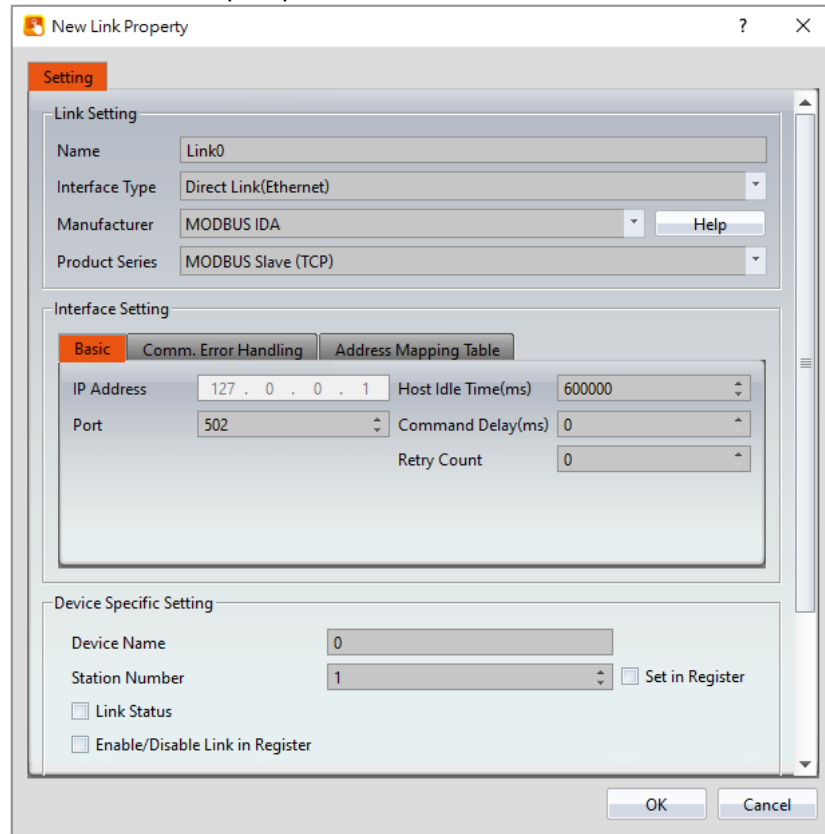 New Link Property ? ×
Setting
Link Setting
Name Link0
Interface Type Direct Link(Ethernet)
Manufacturer MODBUS IDA Help
Product Series MODBUS Slave (TCP)
Interface Setting
Basic Comm. Error Handling Address Mapping Table
IP Address 127 . 0 . 0 . 1 Host Idle Time(ms) 600000
Port 502 Command Delay(ms) 0
Retry Count 0
Device Specific Setting
Device Name 0
Station Number 1 Set in Register
Link Status
Enable/Disable Link in Register
OK Cancel